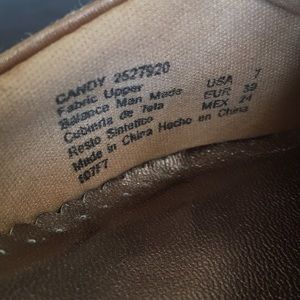 CANDY 2527920
Fabric Upper USA 7
Balance Man Made EUR 39
Cubierta de Tela MEX 24
Resto Sintetico
Made in China Hecho en China
107F7